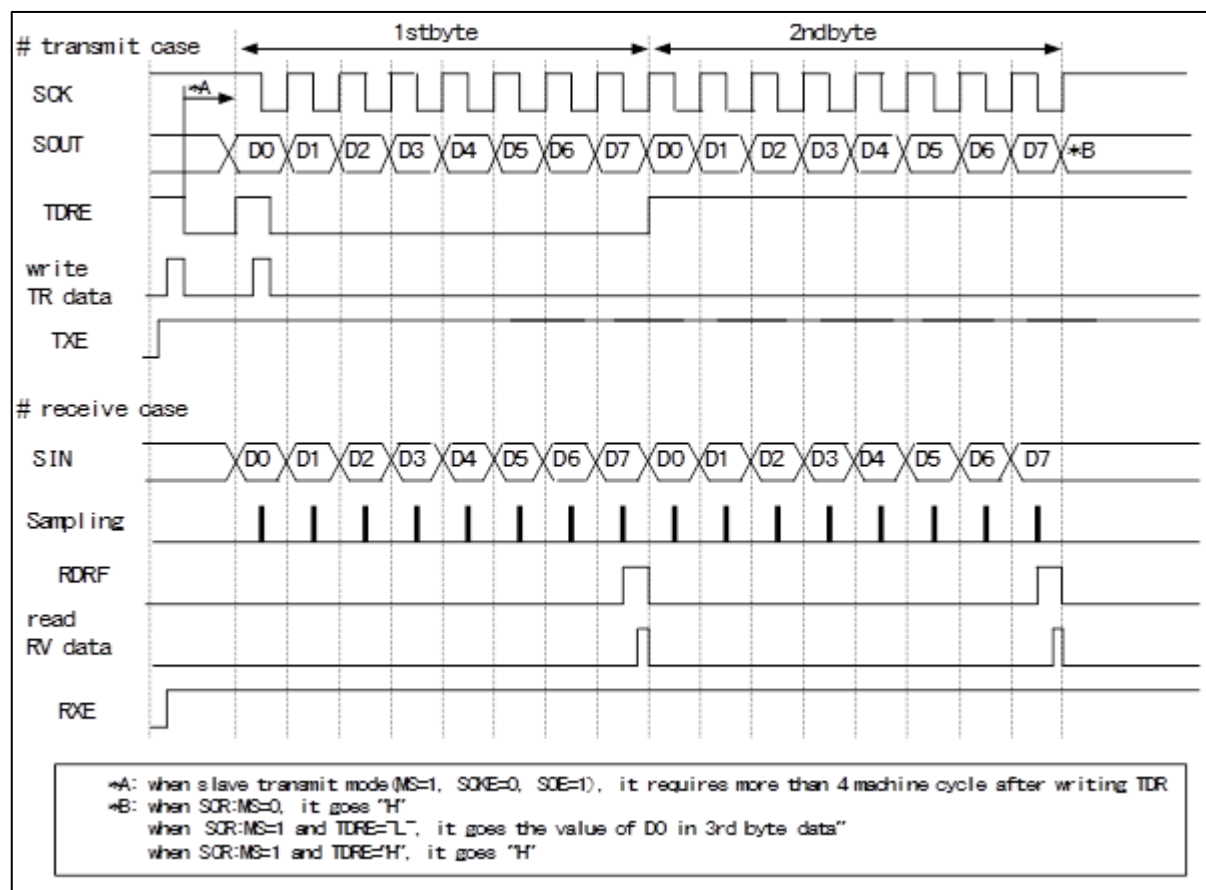 1stbyte 2ndbyte
# transmit case
SCK *A
SOUT D0 D1 D2 D3 D4 D5 D6 D7 D0 D1 D2 D3 D4 D5 D6 D7 *B
TDRE
write
TR data
TXE
# receive case
SIN D0 D1 D2 D3 D4 D5 D6 D7 D0 D1 D2 D3 D4 D5 D6 D7
Sampling
RDRF
read
RV data
RXE
*A: when slave transmit mode(MS=1, SCKE=0, SOE=1), it requires more than 4 machine cycle after writing TDR
*B: when SCR:MS=0, it goes "H"
when SCR:MS=1 and TDRE="L", it goes the value of D0 in 3rd byte data"
when SCR:MS=1 and TDRE="H", it goes "H"